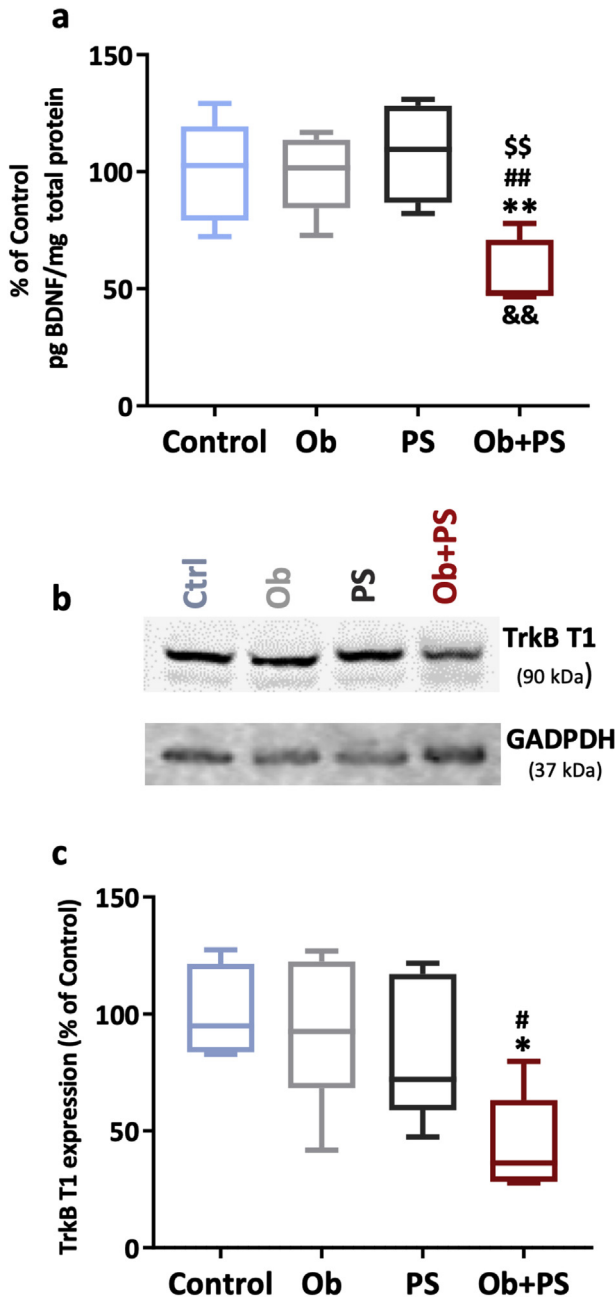 a
% of Control
pg BDNF/mg total protein
150
100
50
0
$$
##
**
&&
Control Ob PS Ob+PS
b
Ctrl
Ob
PS
Ob+PS
TrkB T1
(90 kDa)
GADPDH
(37 kDa)
c
TrkB T1 expression (% of Control)
150
100
50
0
#
*
Control Ob PS Ob+PS